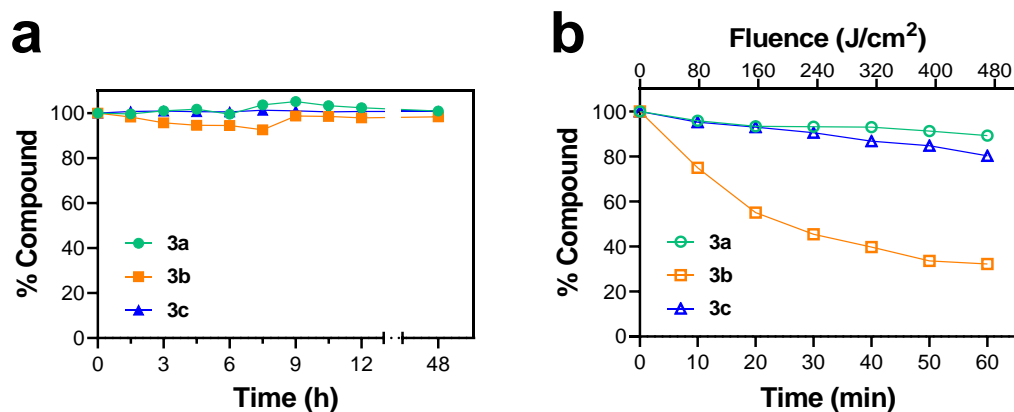 a
% Compound
100
80
60
40
20
0
3a
3b
3c
0 3 6 9 12 48
Time (h)
b
Fluence (J/cm²)
0 80 160 240 320 400 480
% Compound
100
80
60
40
20
0
3a
3b
3c
0 10 20 30 40 50 60
Time (min)